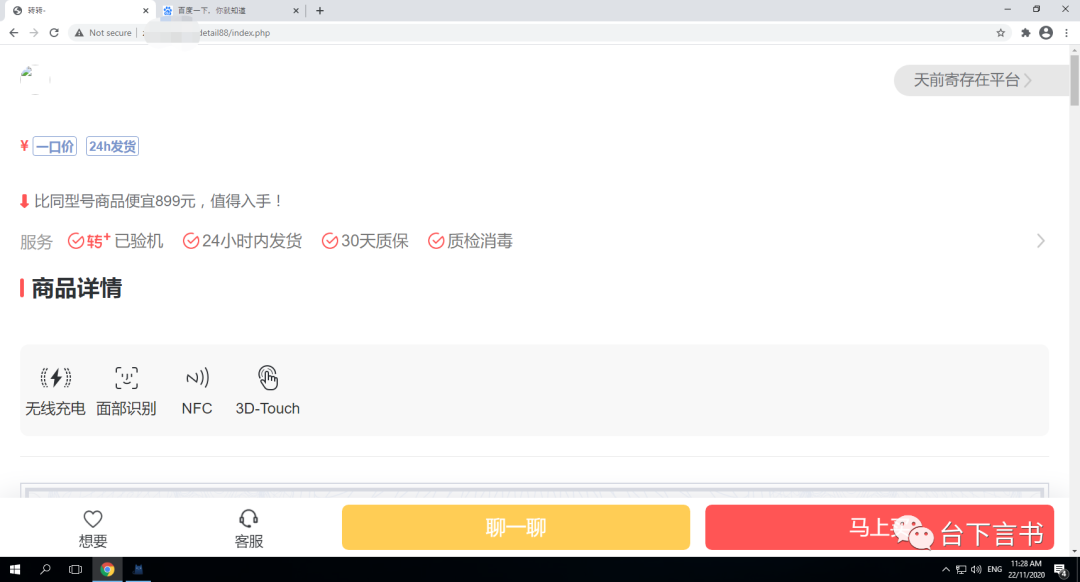 转转-
百度一下，你就知道
Not secure
detail88/index.php
天前寄存在平台
¥ 一口价 24h发货
比同型号商品便宜899元，值得入手！
服务 转+已验机 24小时内发货 30天质保 质检消毒
商品详情
无线充电 面部识别 NFC 3D-Touch
想要 客服 聊一聊 马上
台下言书
ENG
11:28 AM
22/11/2020
4